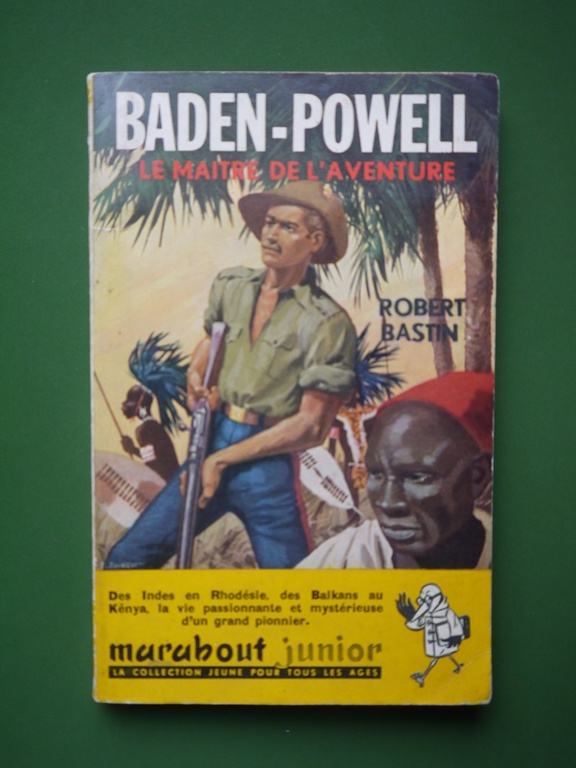 BADEN-POWELL
LE MAITRE DE L'AVENTURE
ROBERT
BASTIN
Des Indes en Rhodésie, des Balkans au
Kénya, la vie passionnante et mystérieuse
d'un grand pionnier.
marabout junior
LA COLLECTION JEUNE POUR TOUS LES AGES